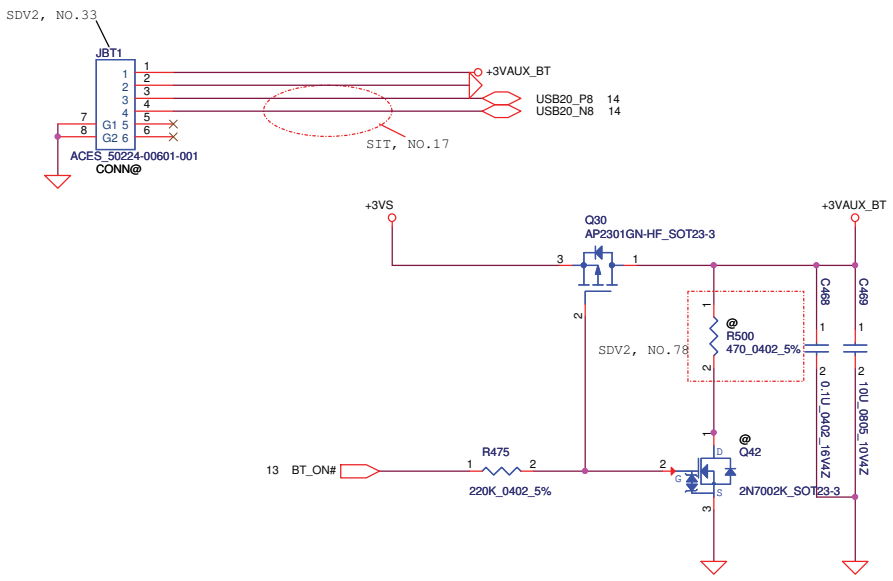 SDV2, NO.33
JBT1
1 1
2 2
3 3
4 4
7 G1 5 5
8 G2 6 6
+3VAUX_BT
USB20_P8 14
USB20_N8 14
SIT, NO.17
ACES_50224-00601-001
CONN@
+3VS
Q30
AP2301GN-HF_SOT23-3
+3VAUX_BT
3
1
2
C468
C469
1
@
R500
470_0402_5%
2
SDV2, NO.78
1
2
0.1U_0402_16V4Z
1
2
10U_0805_10V4Z
13 BT_ON#
R475
1 2
220K_0402_5%
2
G
1
D
S
3
@
Q42
2N7002K_SOT23-3